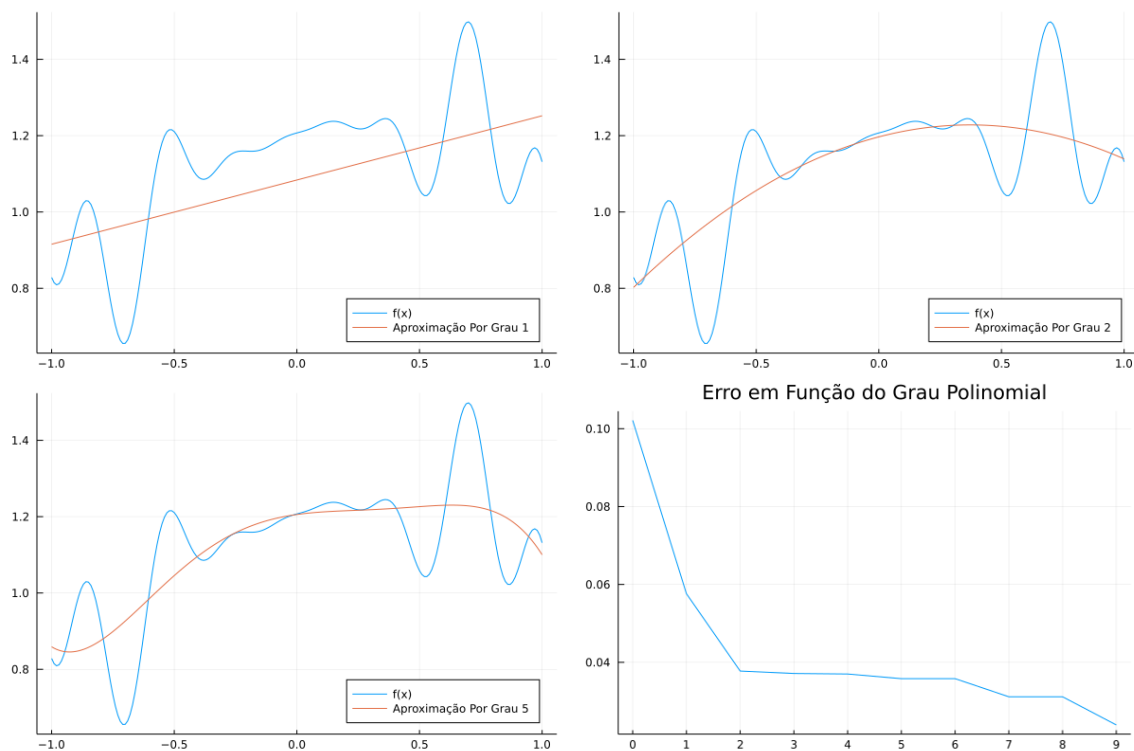 1.4
1.2
1.0
0.8
−1.0 −0.5 0.0 0.5 1.0
f(x)
Aproximação Por Grau 1
1.4
1.2
1.0
0.8
−1.0 −0.5 0.0 0.5 1.0
f(x)
Aproximação Por Grau 2
1.4
1.2
1.0
0.8
−1.0 −0.5 0.0 0.5 1.0
f(x)
Aproximação Por Grau 5
Erro em Função do Grau Polinomial
0.10
0.08
0.06
0.04
0 1 2 3 4 5 6 7 8 9